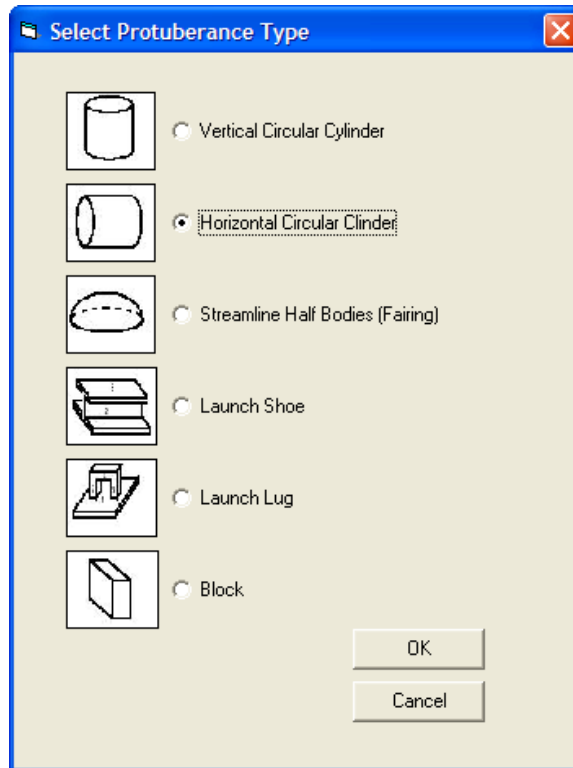 Select Protuberance Type
Vertical Circular Cylinder
Horizontal Circular Clinder
Streamline Half Bodies (Fairing)
Launch Shoe
Launch Lug
Block
OK
Cancel